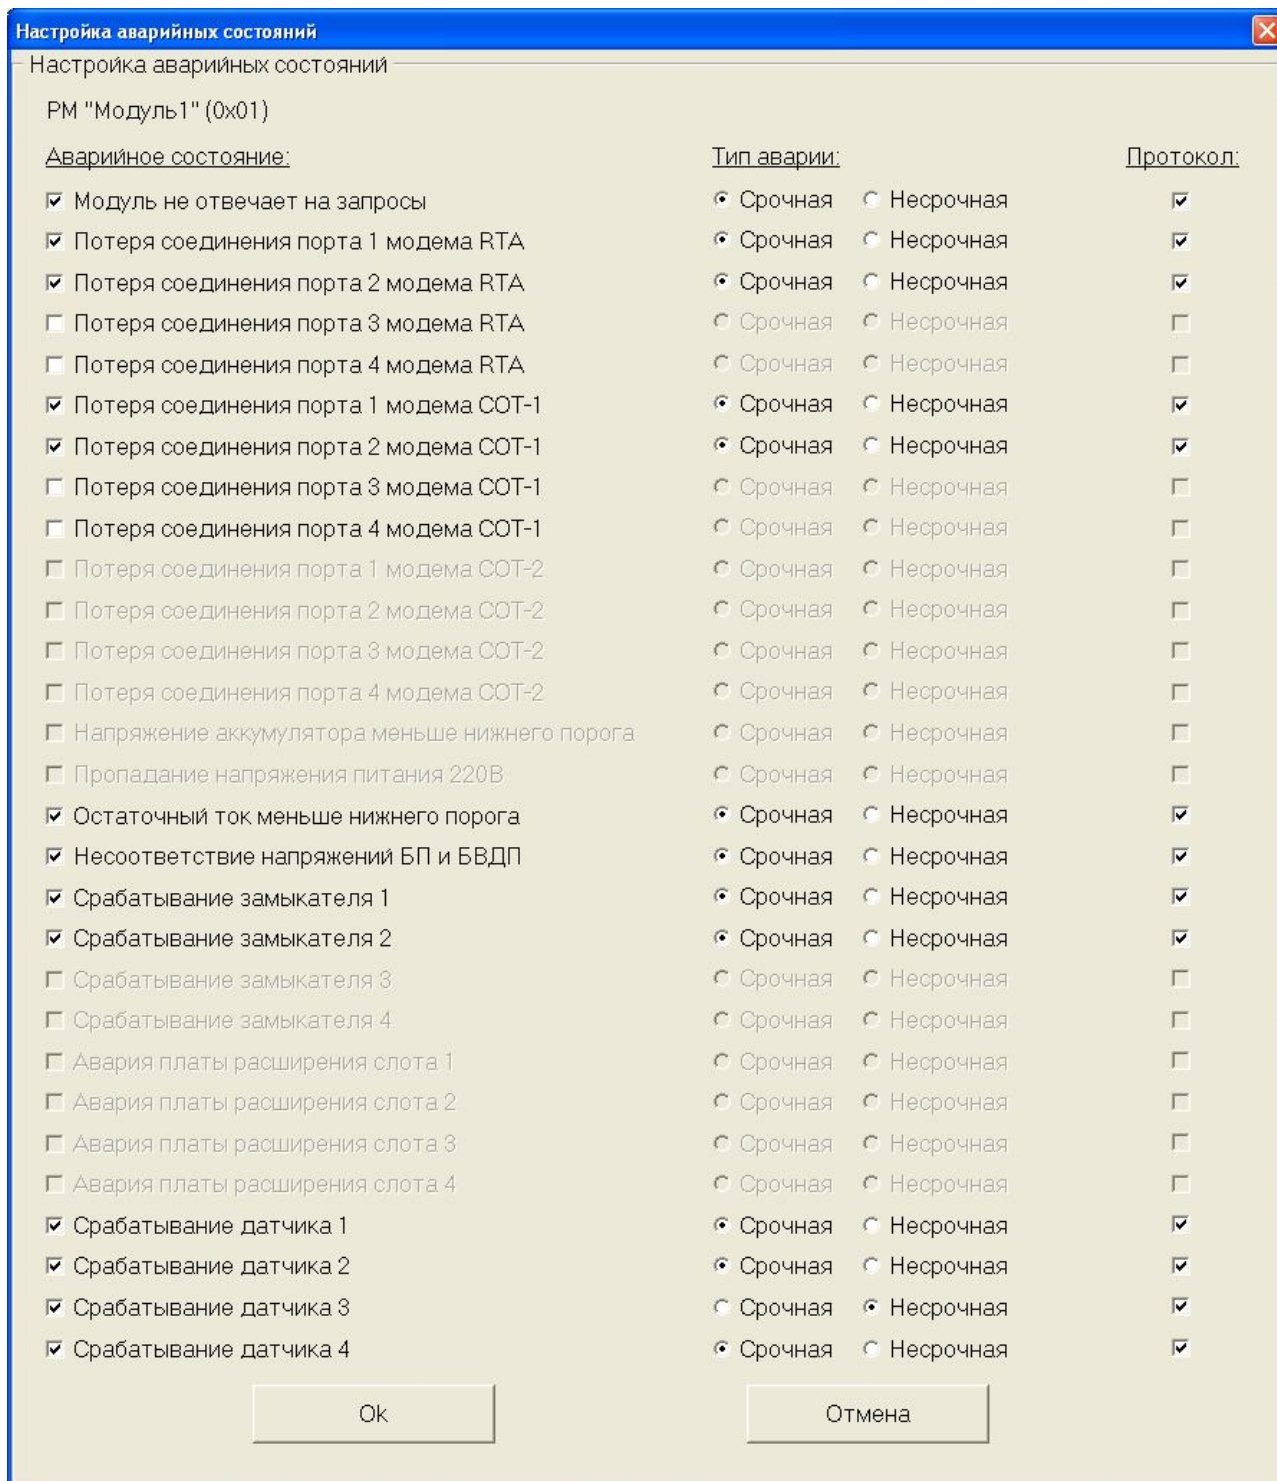 Настройка аварийных состояний
Настройка аварийных состояний
РМ "Модуль1" (0x01)
Аварийное состояние: Тип аварии: Протокол:
Модуль не отвечает на запросы Срочная Несрочная
Потеря соединения порта 1 модема RTA Срочная Несрочная
Потеря соединения порта 2 модема RTA Срочная Несрочная
Потеря соединения порта 3 модема RTA Срочная Несрочная
Потеря соединения порта 4 модема RTA Срочная Несрочная
Потеря соединения порта 1 модема СОТ-1 Срочная Несрочная
Потеря соединения порта 2 модема СОТ-1 Срочная Несрочная
Потеря соединения порта 3 модема СОТ-1 Срочная Несрочная
Потеря соединения порта 4 модема СОТ-1 Срочная Несрочная
Потеря соединения порта 1 модема СОТ-2 Срочная Несрочная
Потеря соединения порта 2 модема СОТ-2 Срочная Несрочная
Потеря соединения порта 3 модема СОТ-2 Срочная Несрочная
Потеря соединения порта 4 модема СОТ-2 Срочная Несрочная
Напряжение аккумулятора меньше нижнего порога Срочная Несрочная
Пропадание напряжения питания 220В Срочная Несрочная
Остаточный ток меньше нижнего порога Срочная Несрочная
Несоответствие напряжений БП и БВДП Срочная Несрочная
Срабатывание замыкателя 1 Срочная Несрочная
Срабатывание замыкателя 2 Срочная Несрочная
Срабатывание замыкателя 3 Срочная Несрочная
Срабатывание замыкателя 4 Срочная Несрочная
Авария платы расширения слота 1 Срочная Несрочная
Авария платы расширения слота 2 Срочная Несрочная
Авария платы расширения слота 3 Срочная Несрочная
Авария платы расширения слота 4 Срочная Несрочная
Срабатывание датчика 1 Срочная Несрочная
Срабатывание датчика 2 Срочная Несрочная
Срабатывание датчика 3 Срочная Несрочная
Срабатывание датчика 4 Срочная Несрочная
Ok Отмена